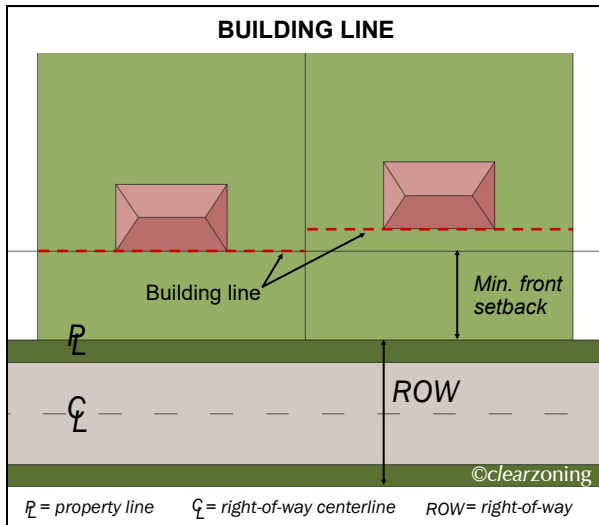 BUILDING LINE
Building line
Min. front
setback
PL
CL
ROW
©clearzoning
PL = property line
CL = right-of-way centerline
ROW = right-of-way